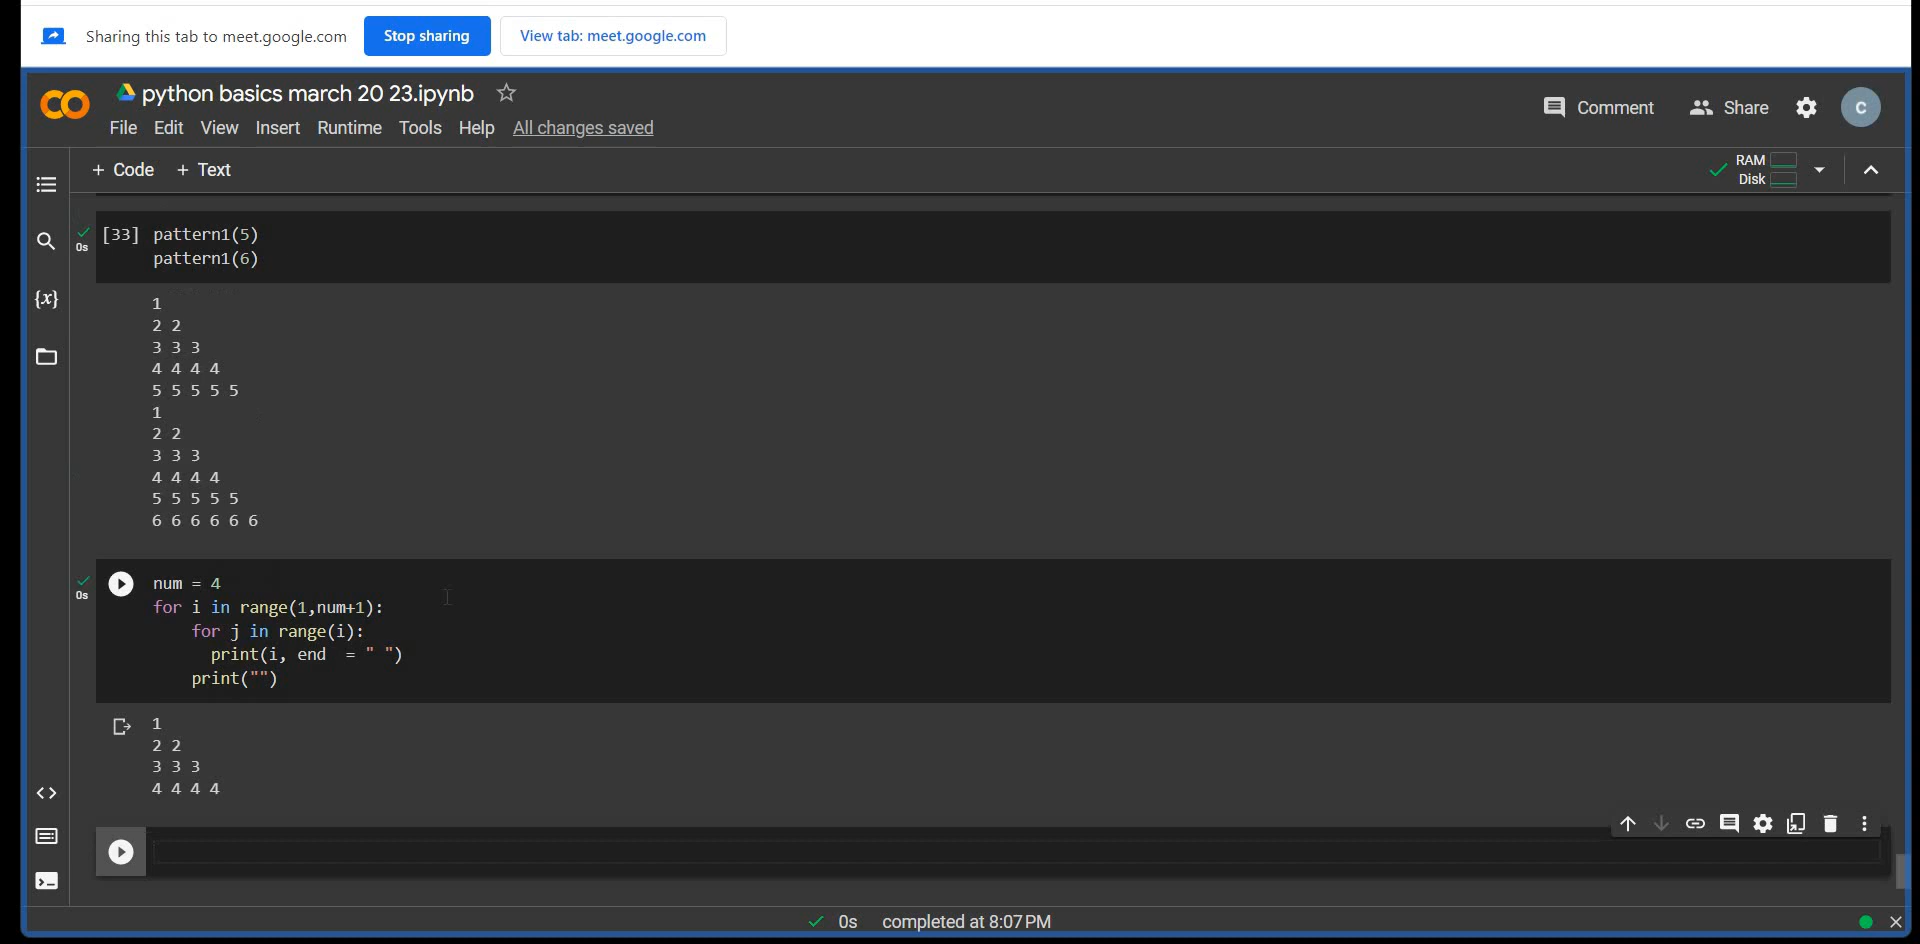 Sharing this tab to meet.google.com Stop sharing View tab: meet.google.com
python basics march 20 23.ipynb
Comment Share C
File Edit View Insert Runtime Tools Help All changes saved
+ Code + Text
RAM
Disk
{x}
0s
[33] pattern1(5)
pattern1(6)
1
2 2
3 3 3
4 4 4 4
5 5 5 5 5
1
2 2
3 3 3
4 4 4 4
5 5 5 5 5
6 6 6 6 6 6
0s
num = 4
for i in range(1,num+1):
for j in range(i):
print(i, end  = " ")
print("")
1
2 2
3 3 3
4 4 4 4
0s completed at 8:07 PM